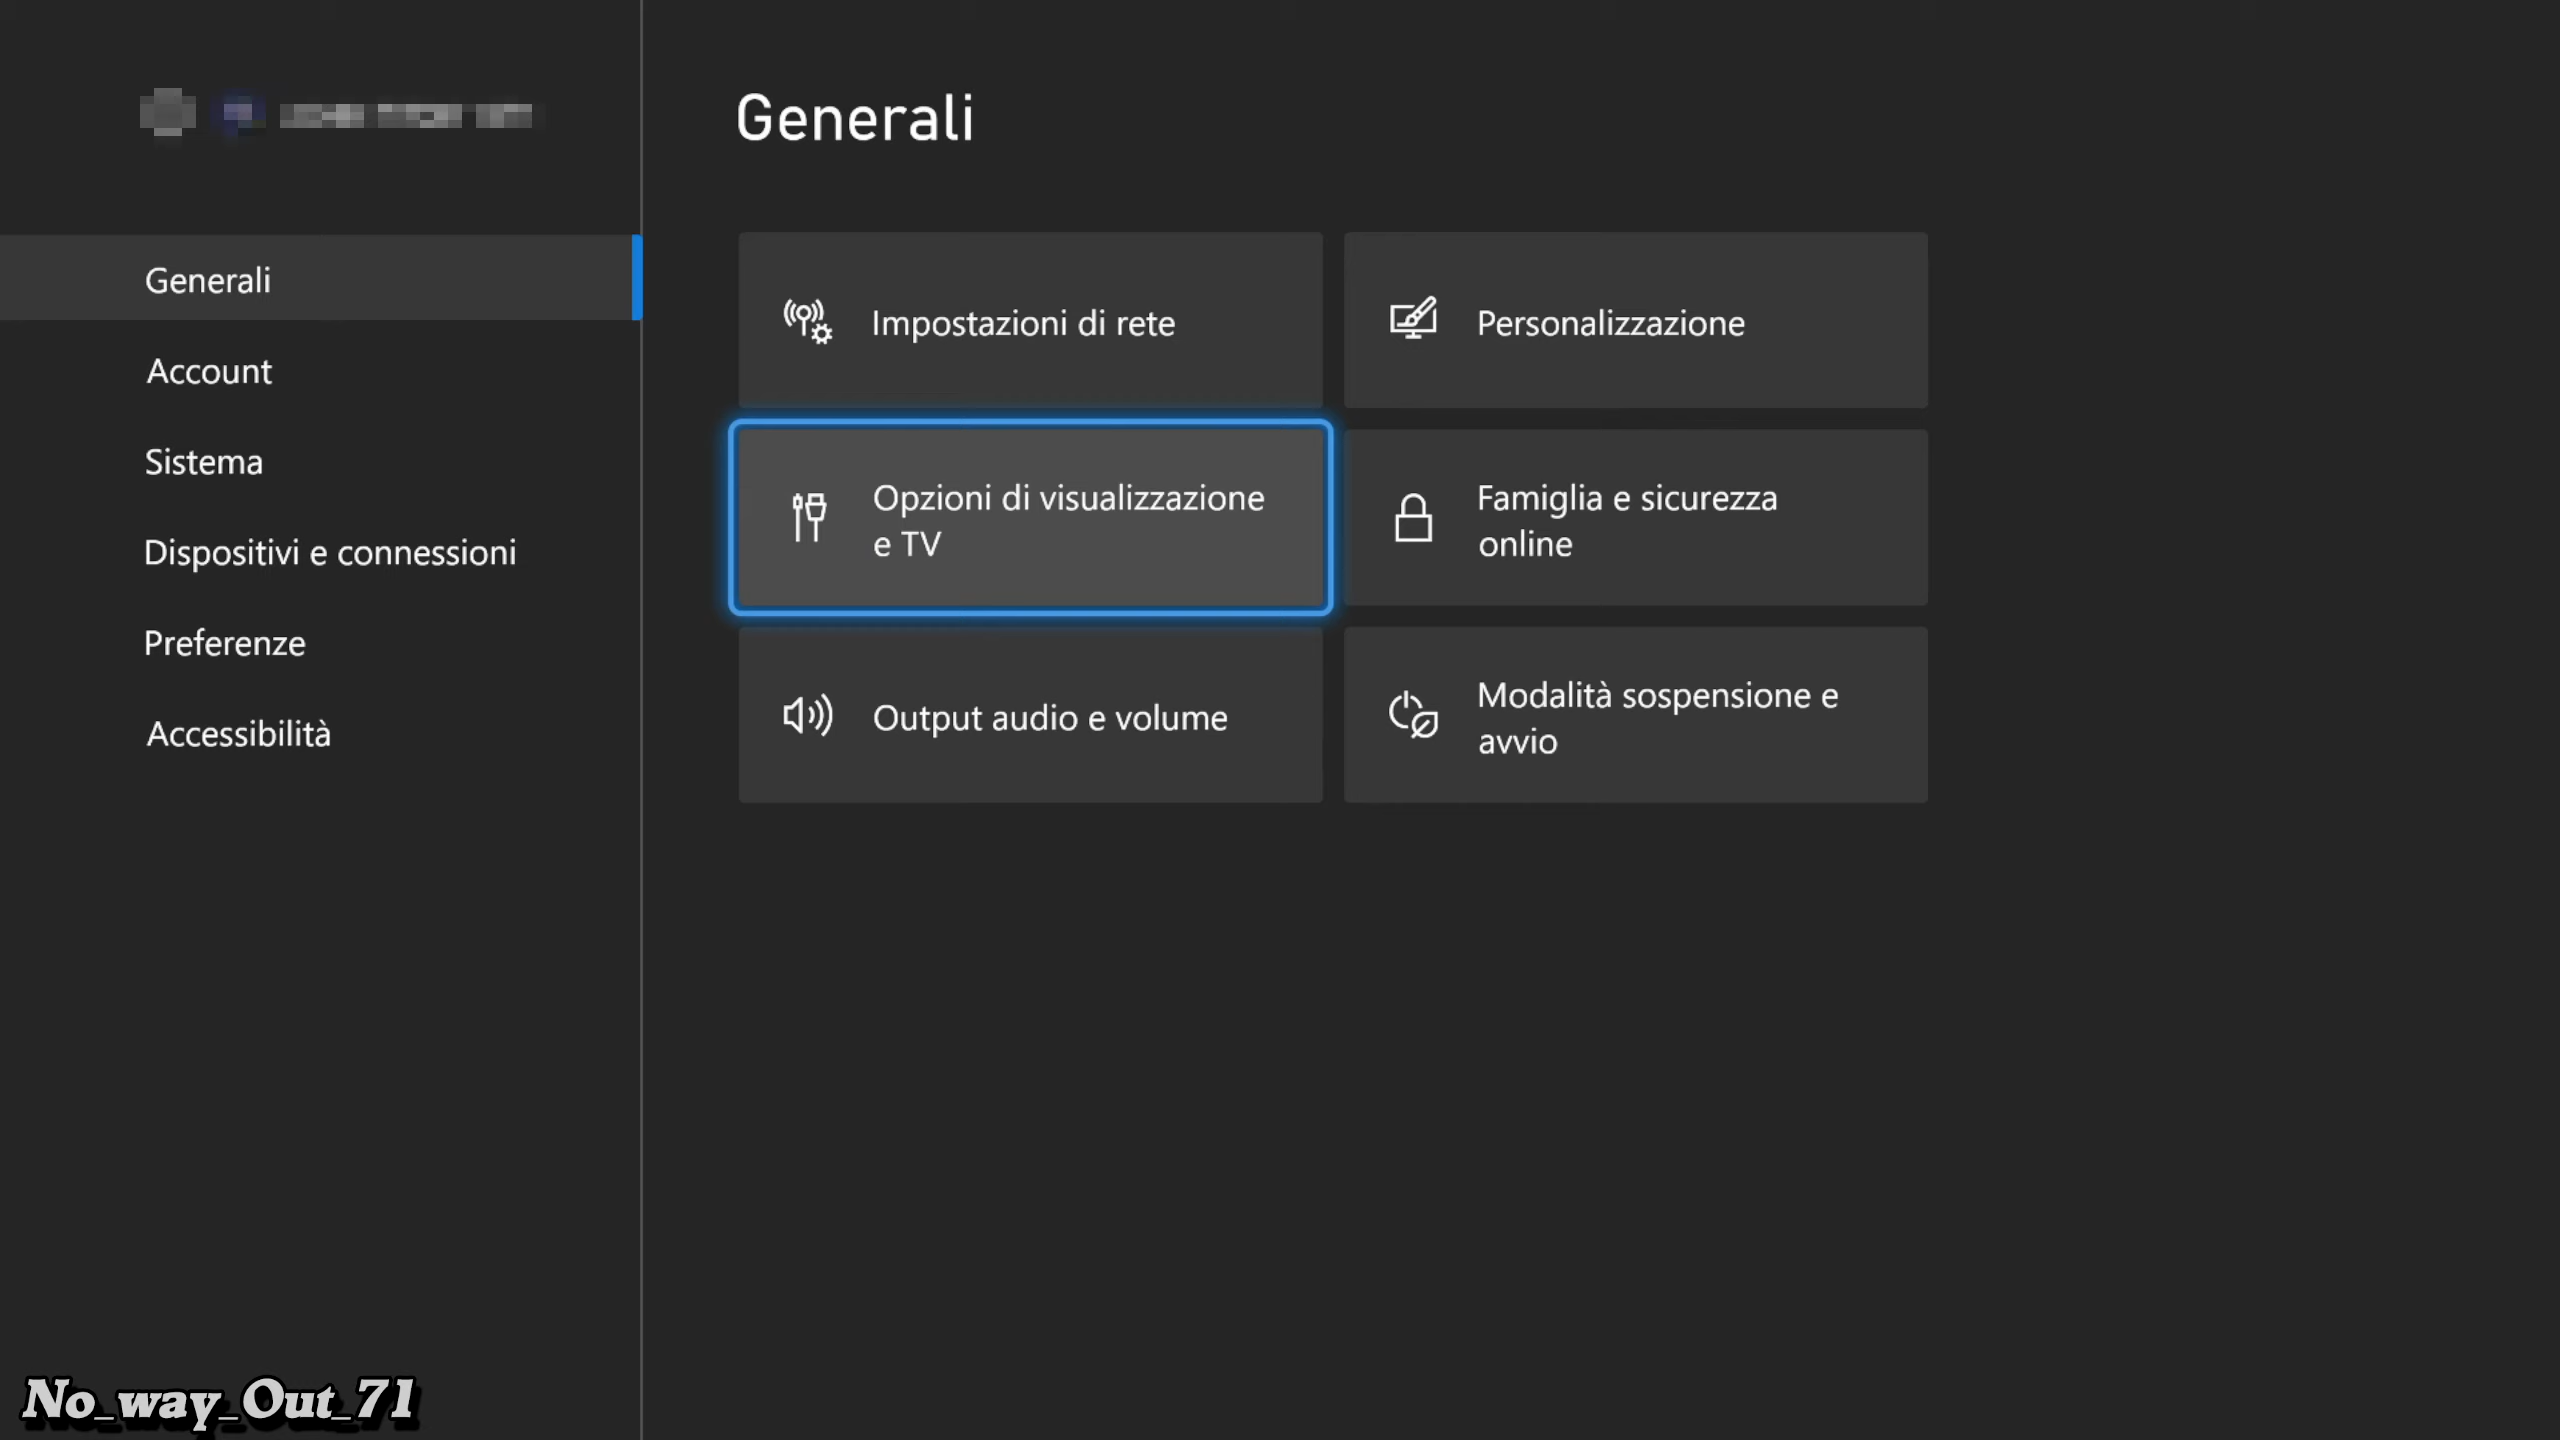 Generali
Generali
Account
Sistema
Dispositivi e connessioni
Preferenze
Accessibilità
Impostazioni di rete
Personalizzazione
Opzioni di visualizzazione
e TV
Famiglia e sicurezza
online
Output audio e volume
Modalità sospensione e
avvio
No_way_Out_71